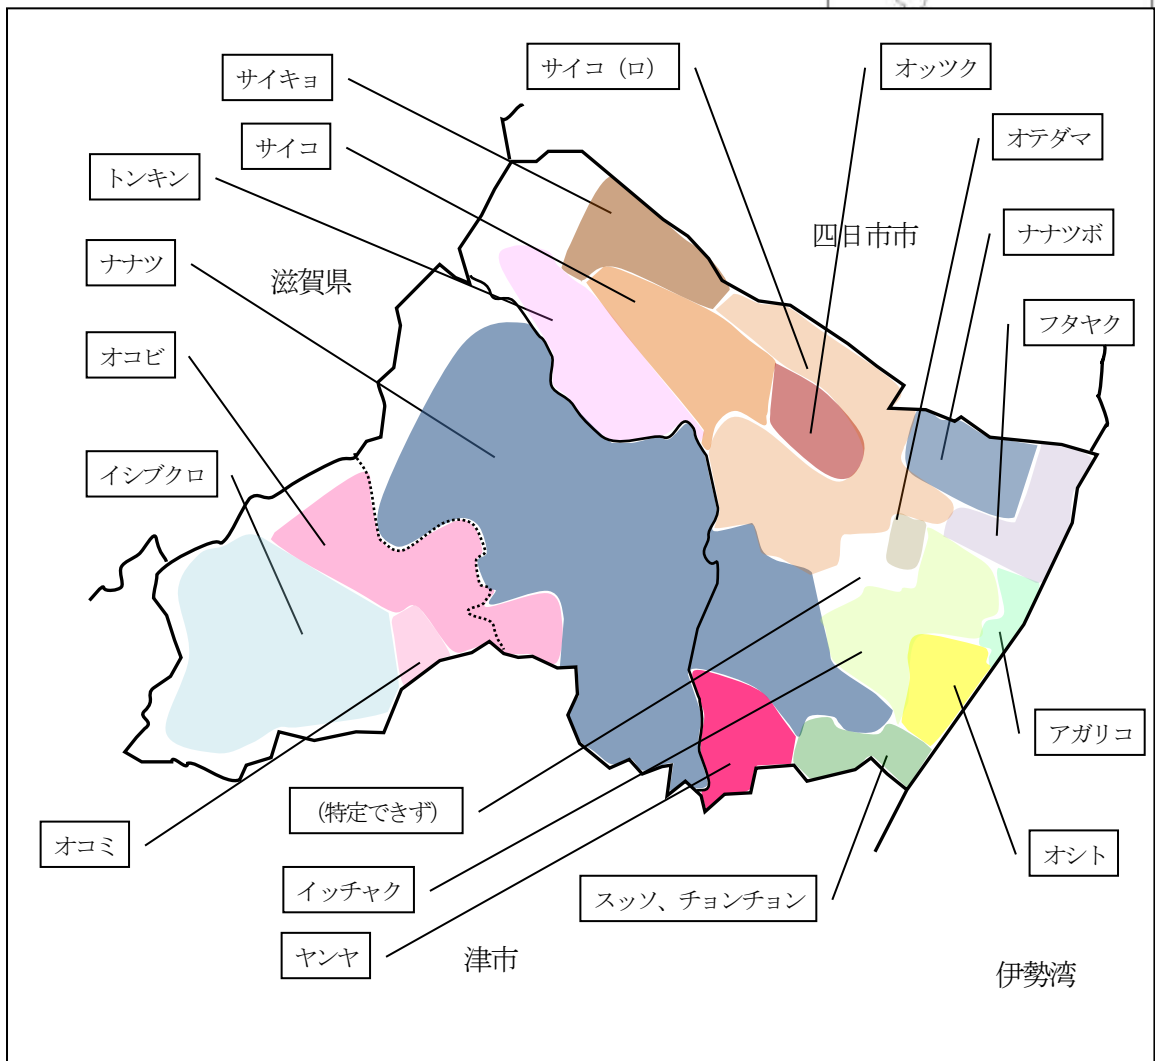 サイキョ
サイコ（ロ）
オッツク
サイコ
オテダマ
トンキン
ナナツ
滋賀県
四日市市
ナナツボ
オコビ
フタヤク
イシブクロ
アガリコ
（特定できず）
オコミ
オシト
イッチャク
スッソ、チョンチョン
ヤンヤ
津市
伊勢湾